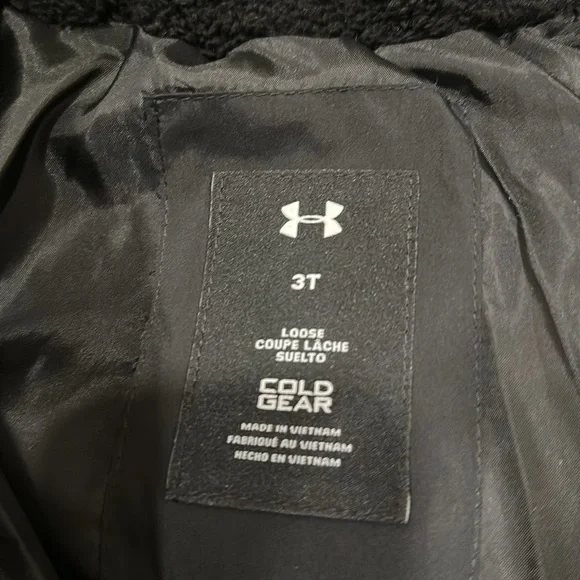 3T
LOOSE
COUPE LÂCHE
SUELTO
COLD
GEAR
MADE IN VIETNAM
FABRIQUÉ AU VIETNAM
HECHO EN VIETNAM